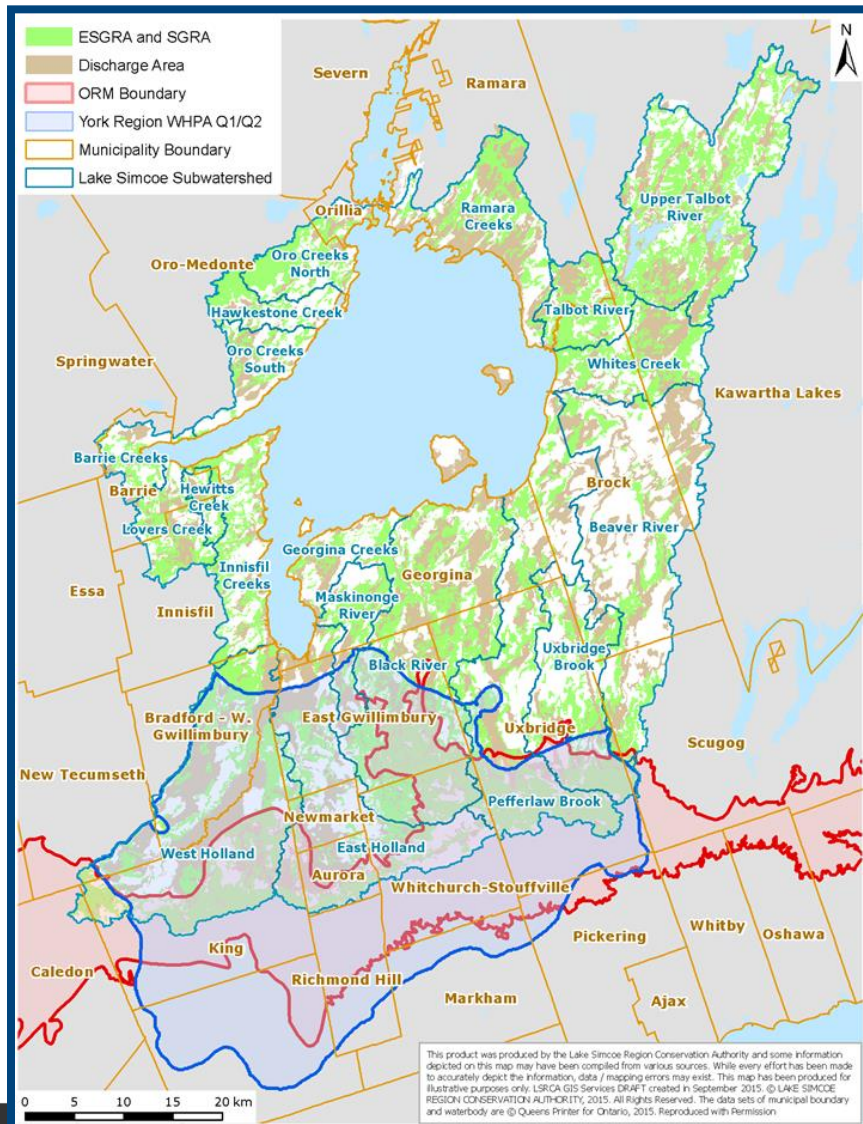 ESGRA and SGRA
Discharge Area
ORM Boundary
York Region WHPA Q1/Q2
Municipality Boundary
Lake Simcoe Subwatershed
N
Severn
Ramara
Upper Talbot
River
Ramara
Creeks
Orillia
Oro Creeks
North
Oro-Medonte
Hawkestone Creek
Talbot River
Oro Creeks
South
Whites Creek
Springwater
Kawartha Lakes
Barrie Creeks
Barrie
Hewitts
Creek
Brock
Lovers Creek
Beaver River
Innisfil
Creeks
Georgina Creeks
Georgina
Essa
Maskinonge
River
Innisfil
Uxbridge
Brook
Black River
Bradford - W.
Gwillimbury
East Gwillimbury
Uxbridge
Scugog
New Tecumseth
Pefferlaw Brook
Newmarket
West Holland
East Holland
Aurora
Whitchurch-Stouffville
Whitby
Oshawa
King
Pickering
Caledon
Richmond Hill
Markham
Ajax
This product was produced by the Lake Simcoe Region Conservation Authority and some information
depicted on this map may have been compiled from various sources. While every effort has been made
to accurately depict the information, data / mapping errors may exist. This map has been produced for
illustrative purposes only. LSRCA GIS Services DRAFT created in September 2015. © LAKE SIMCOE
REGION CONSERVATION AUTHORITY, 2015. All Rights Reserved. The data sets of municipal boundary
and waterbody are © Queens Printer for Ontario, 2015. Reproduced with Permission
0 5 10 15 20 km